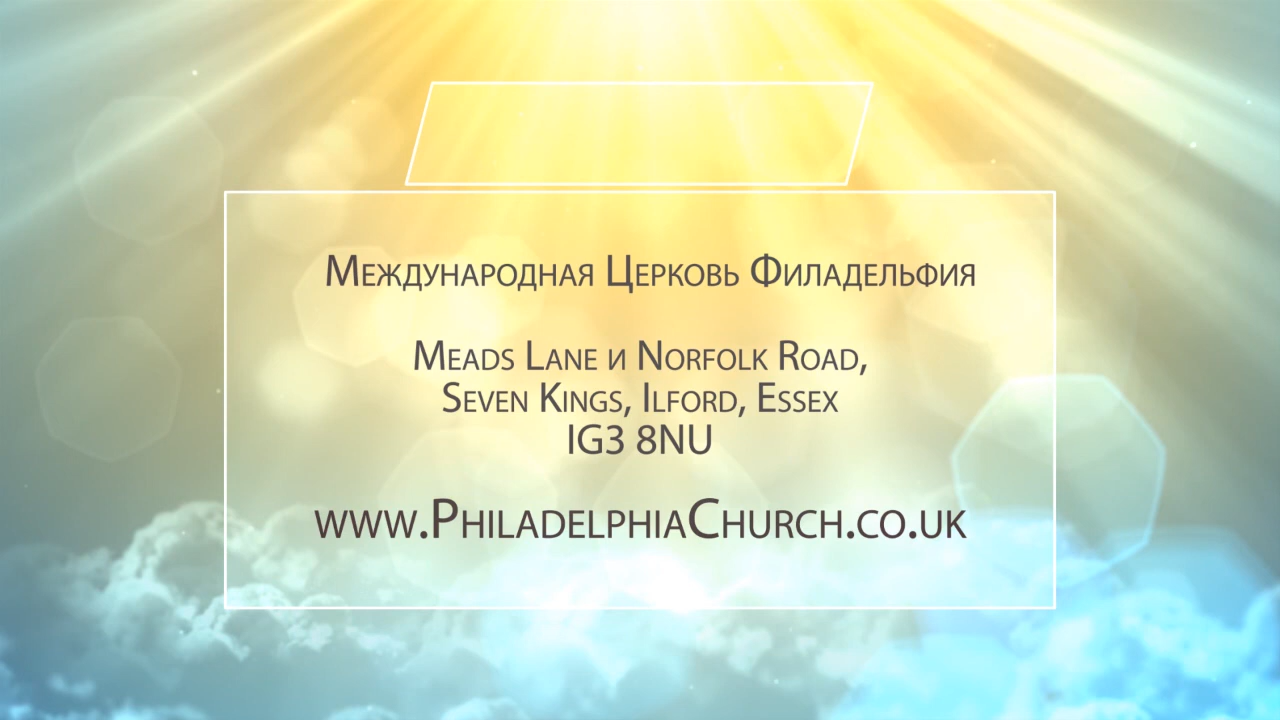 Международная Церковь Филадельфия
Meads Lane и Norfolk Road,
Seven Kings, Ilford, Essex
IG3 8NU
www.PhiladelphiaChurch.co.uk